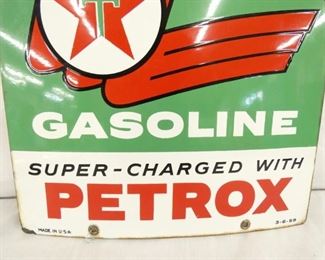 T
GASOLINE
SUPER-CHARGED WITH
PETROX
MADE IN U.S.A. 3-6-59